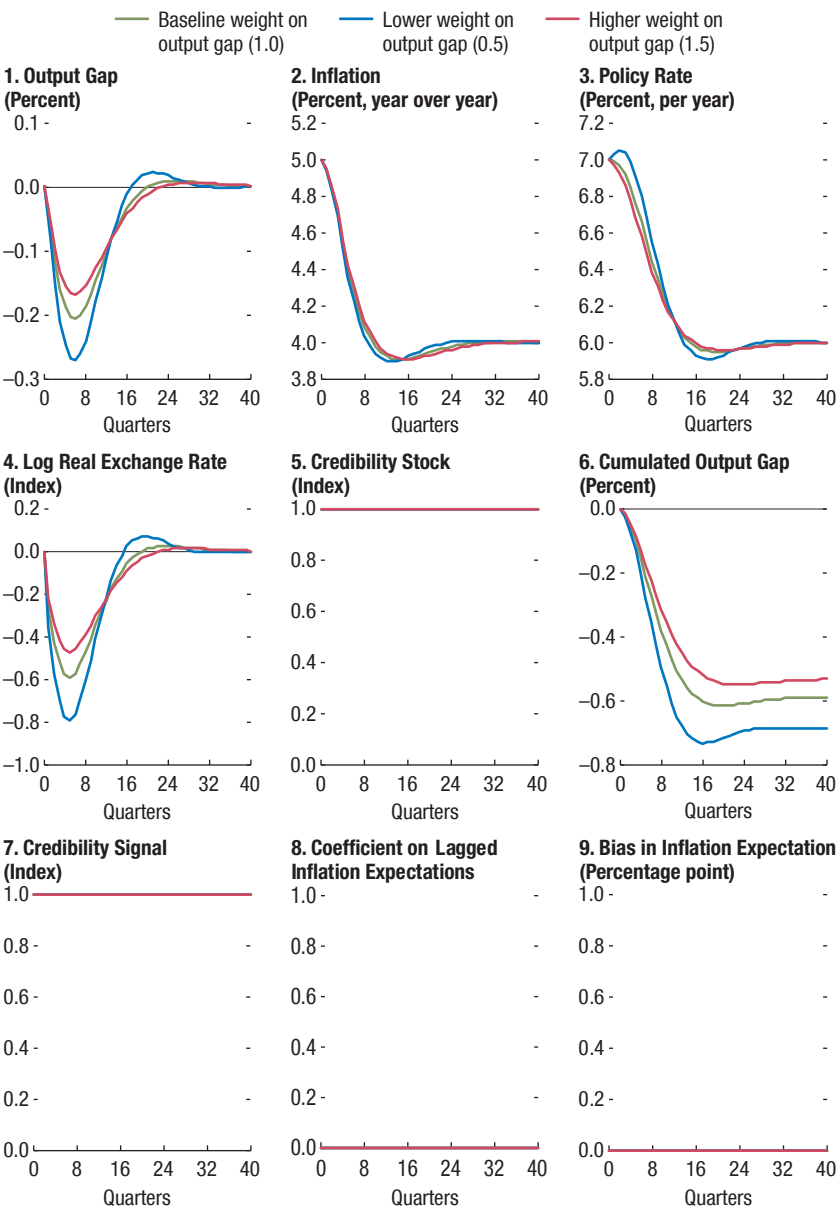 Baseline weight on
output gap (1.0)
Lower weight on
output gap (0.5)
Higher weight on
output gap (1.5)
1. Output Gap
(Percent)
0.1
0.0
–0.1
–0.2
–0.3
0 8 16 24 32 40
Quarters
2. Inflation
(Percent, year over year)
5.2
5.0
4.8
4.6
4.4
4.2
4.0
3.8
0 8 16 24 32 40
Quarters
3. Policy Rate
(Percent, per year)
7.2
7.0
6.8
6.6
6.4
6.2
6.0
5.8
0 8 16 24 32 40
Quarters
4. Log Real Exchange Rate
(Index)
0.2
0.0
–0.2
–0.4
–0.6
–0.8
–1.0
0 8 16 24 32 40
Quarters
5. Credibility Stock
(Index)
1.0
0.8
0.6
0.4
0.2
0.0
0 8 16 24 32 40
Quarters
6. Cumulated Output Gap
(Percent)
0.0
–0.2
–0.4
–0.6
–0.8
0 8 16 24 32 40
Quarters
7. Credibility Signal
(Index)
1.0
0.8
0.6
0.4
0.2
0.0
0 8 16 24 32 40
Quarters
8. Coefficient on Lagged
Inflation Expectations
1.0
0.8
0.6
0.4
0.2
0.0
0 8 16 24 32 40
Quarters
9. Bias in Inflation Expectation
(Percentage point)
1.0
0.8
0.6
0.4
0.2
0.0
0 8 16 24 32 40
Quarters